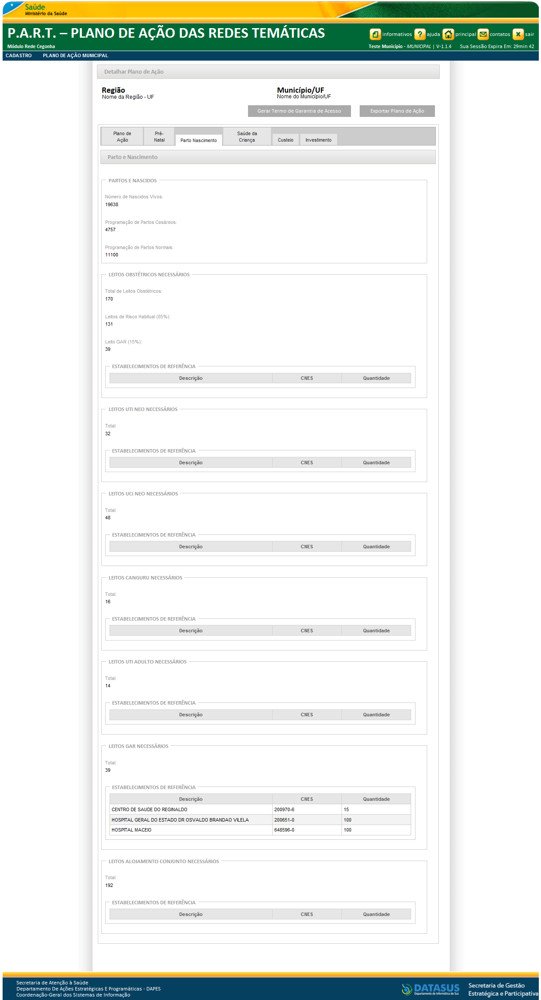 Saúde
Ministério da Saúde
P.A.R.T. – PLANO DE AÇÃO DAS REDES TEMÁTICAS
informativos ajuda principal contatos sair
Módulo Rede Cegonha
Teste Município - MUNICIPAL | V-1.1.4 Sua Sessão Expira Em: 29min 42
CADASTRO PLANO DE AÇÃO MUNICIPAL
Detalhar Plano de Ação
Região Município/UF
Nome da Região - UF Nome do Município/UF
Gerar Termo de Garantia de Acesso Exportar Plano de Ação
Plano de Ação Pré-Natal Parto Nascimento Saúde da Criança Custeio Investimento
Parto e Nascimento
PARTOS E NASCIDOS
Número de Nascidos Vivos:
19638
Programação de Partos Cesáreos:
4757
Programação de Partos Normais:
11100
LEITOS OBSTÉTRICOS NECESSÁRIOS
Total de Leitos Obstétricos:
170
Leitos de Risco Habitual (85%):
131
Leito GAR (15%):
39
ESTABELECIMENTOS DE REFERÊNCIA
Descrição CNES Quantidade
LEITOS UTI NEO NECESSÁRIOS
Total:
32
ESTABELECIMENTOS DE REFERÊNCIA
Descrição CNES Quantidade
LEITOS UCI NEO NECESSÁRIOS
Total:
48
ESTABELECIMENTOS DE REFERÊNCIA
Descrição CNES Quantidade
LEITOS CANGURU NECESSÁRIOS
Total:
16
ESTABELECIMENTOS DE REFERÊNCIA
Descrição CNES Quantidade
LEITOS UTI ADULTO NECESSÁRIOS
Total:
14
ESTABELECIMENTOS DE REFERÊNCIA
Descrição CNES Quantidade
LEITOS GAR NECESSÁRIOS
Total:
39
ESTABELECIMENTOS DE REFERÊNCIA
Descrição CNES Quantidade
CENTRO DE SAUDE DO REGINALDO 200970-6 15
HOSPITAL GERAL DO ESTADO DR OSVALDO BRANDAO VILELA 200651-0 100
HOSPITAL MACEIO 648596-0 100
LEITOS ALOJAMENTO CONJUNTO NECESSÁRIOS
Total:
192
ESTABELECIMENTOS DE REFERÊNCIA
Descrição CNES Quantidade
Secretaria de Atenção à Saúde
Departamento De Ações Estratégicas E Programáticas - DAPES
Coordenação-Geral dos Sistemas de Informação
DATASUS
Departamento de Informática do Sus
Secretaria de Gestão
Estratégica e Participativa